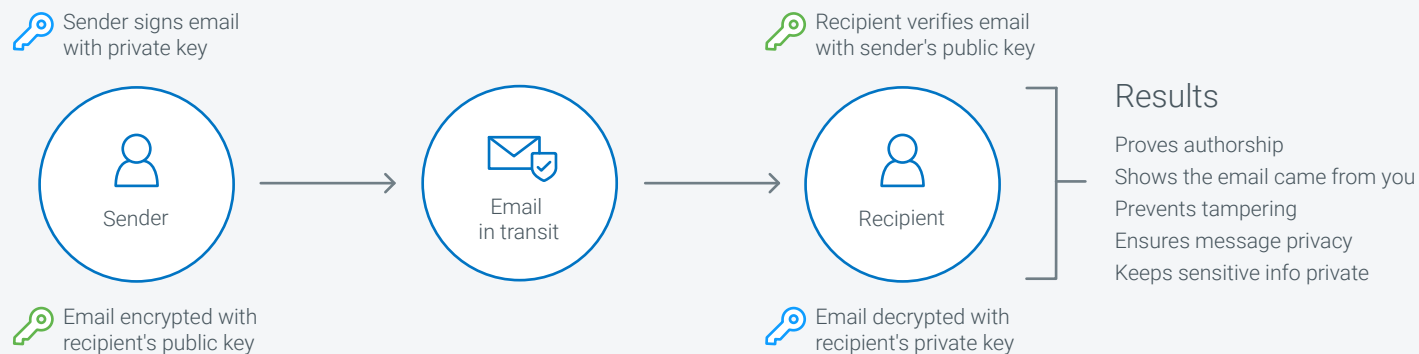 Sender signs email
with private key
Recipient verifies email
with sender's public key
Sender
Email
in transit
Recipient
Results
Proves authorship
Shows the email came from you
Prevents tampering
Ensures message privacy
Keeps sensitive info private
Email encrypted with
recipient's public key
Email decrypted with
recipient's private key